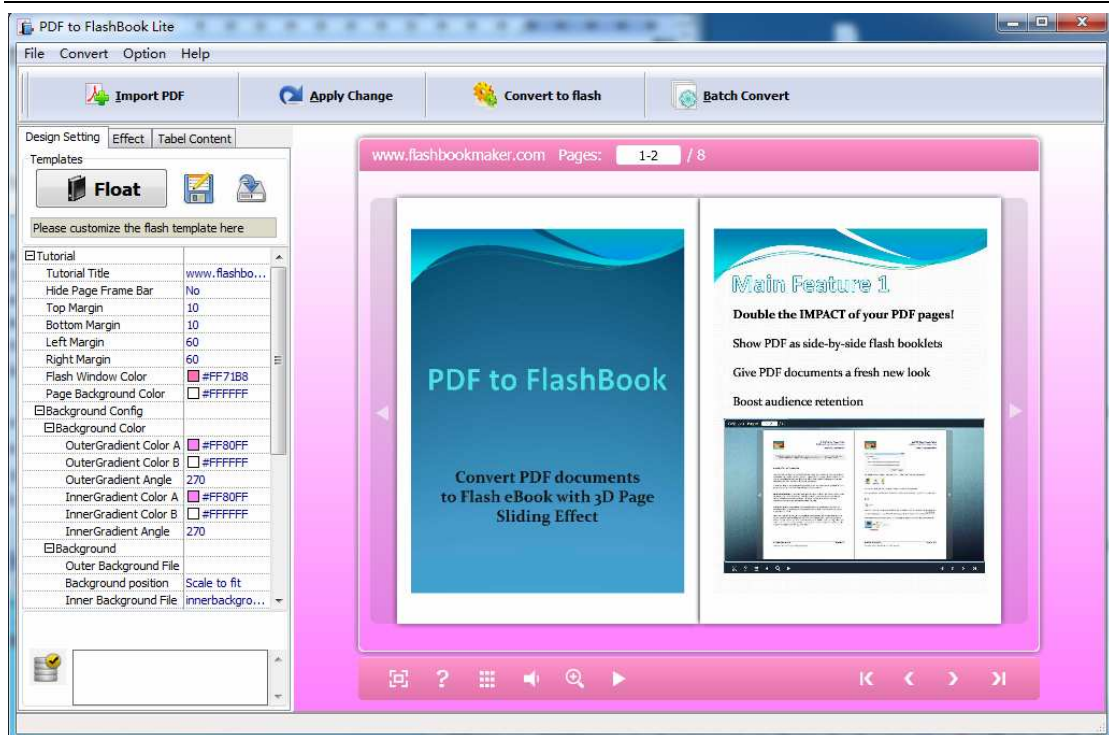 PDF to FlashBook Lite
File Convert Option Help
Import PDF Apply Change Convert to flash Batch Convert
Design Setting Effect Tabel Content
Templates
Float
Please customize the flash template here
Tutorial
Tutorial Title www.flashbo...
Hide Page Frame Bar No
Top Margin 10
Bottom Margin 10
Left Margin 60
Right Margin 60
Flash Window Color #FF71B8
Page Background Color #FFFFFF
Background Config
Background Color
OuterGradient Color A #FF80FF
OuterGradient Color B #FFFFFF
OuterGradient Angle 270
InnerGradient Color A #FF80FF
InnerGradient Color B #FFFFFF
InnerGradient Angle 270
Background
Outer Background File
Background position Scale to fit
Inner Background File innerbackgro...
www.flashbookmaker.com Pages: 1-2 / 8
PDF to FlashBook
Convert PDF documents
to Flash eBook with 3D Page
Sliding Effect
Main Feature 1
Double the IMPACT of your PDF pages!
Show PDF as side-by-side flash booklets
Give PDF documents a fresh new look
Boost audience retention